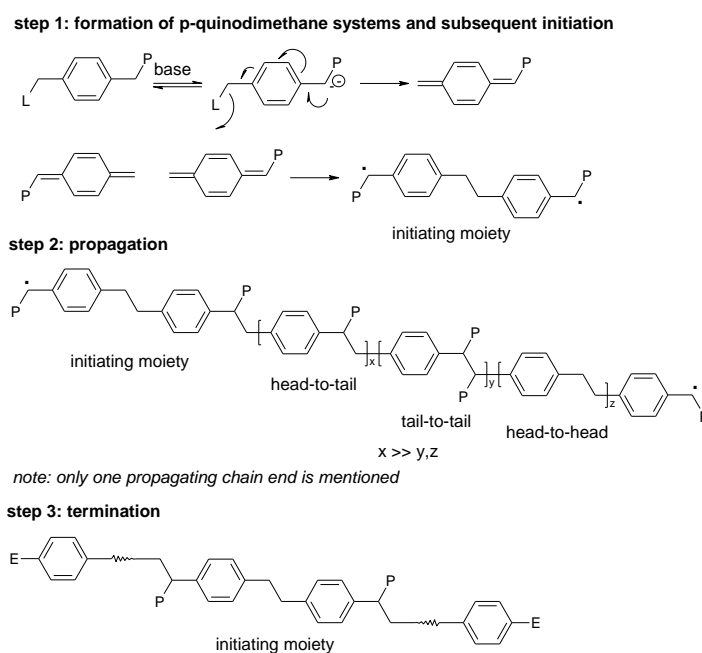 step 1: formation of p-quinodimethane systems and subsequent initiation
P
base
P
P
L
L
⊖
P
P
P
P
initiating moiety
step 2: propagation
P
P
P
P
P
P
x
y
z
initiating moiety
head-to-tail
tail-to-tail
head-to-head
x >> y,z
note: only one propagating chain end is mentioned
step 3: termination
E
P
P
E
initiating moiety